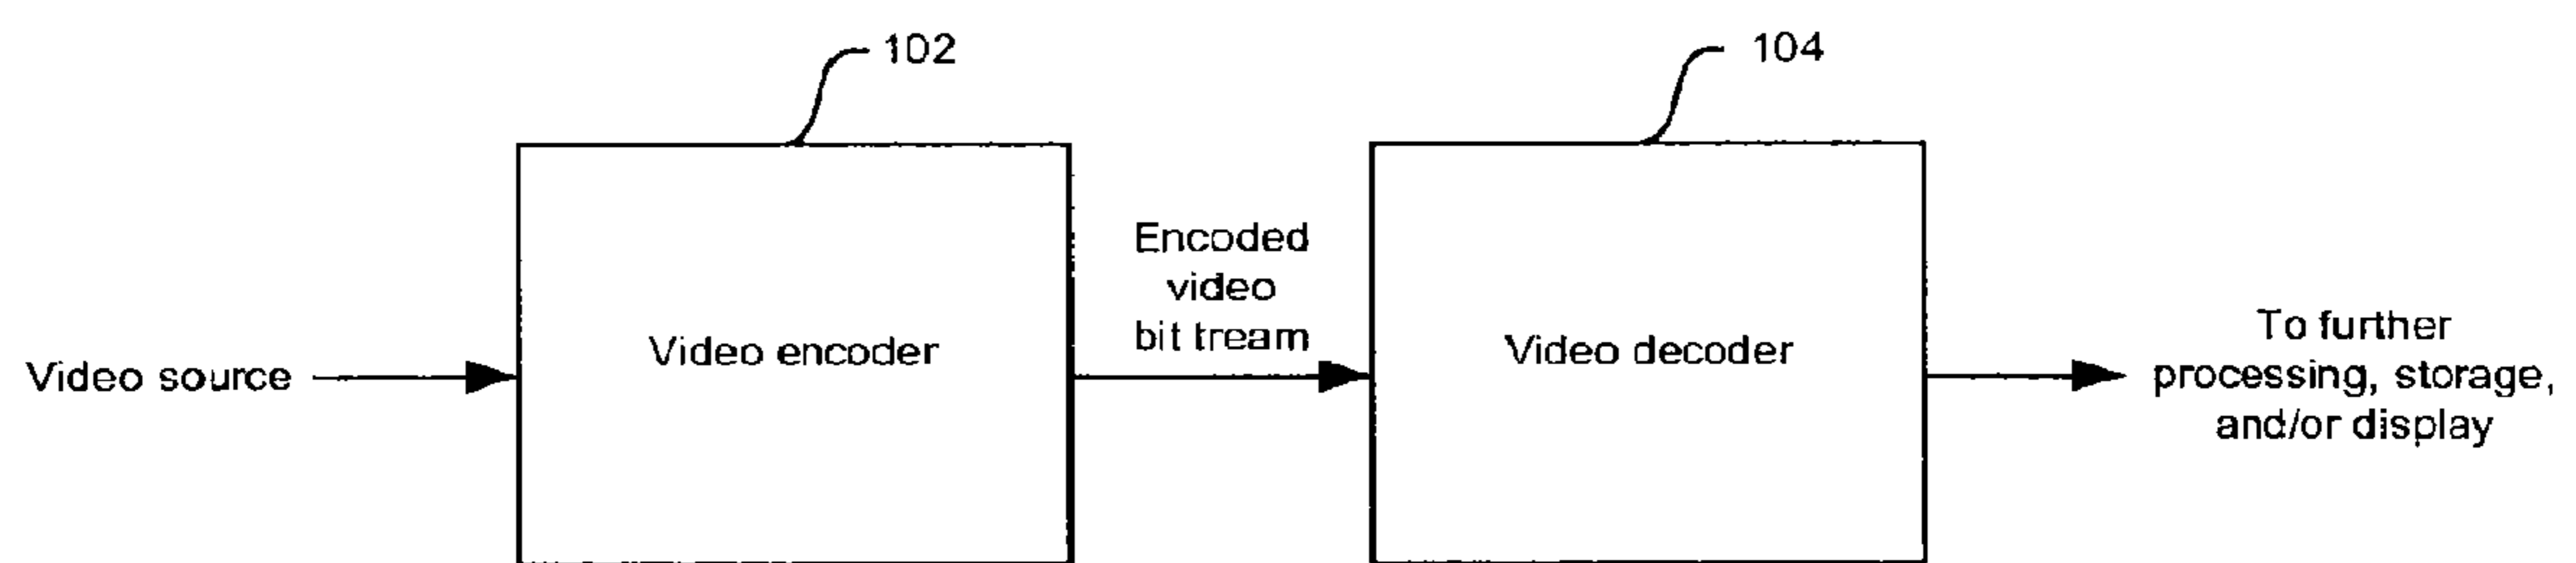 102
104
Video source
Video encoder
Encoded
video
bit tream
Video decoder
To further
processing, storage,
and/or display